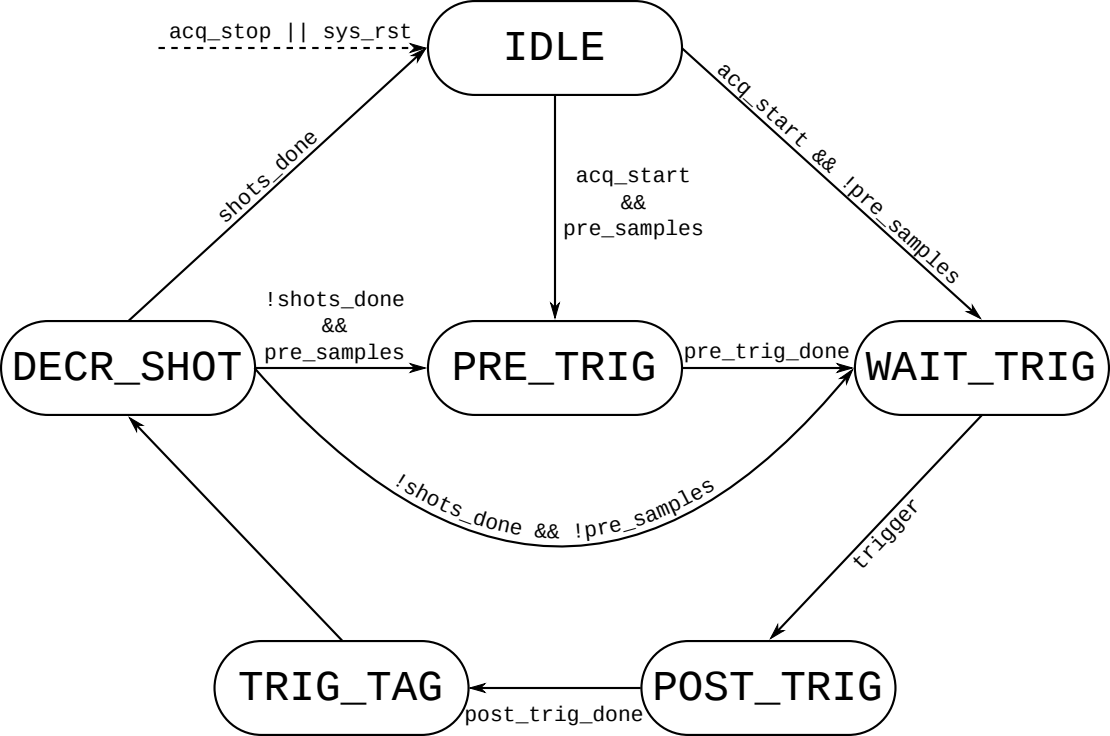 acq_stop || sys_rst
IDLE
acq_start && !pre_samples
shots_done
acq_start
&&
pre_samples
!shots_done
&&
pre_samples
DECR_SHOT
PRE_TRIG
pre_trig_done
WAIT_TRIG
!shots_done && !pre_samples
trigger
TRIG_TAG
POST_TRIG
post_trig_done